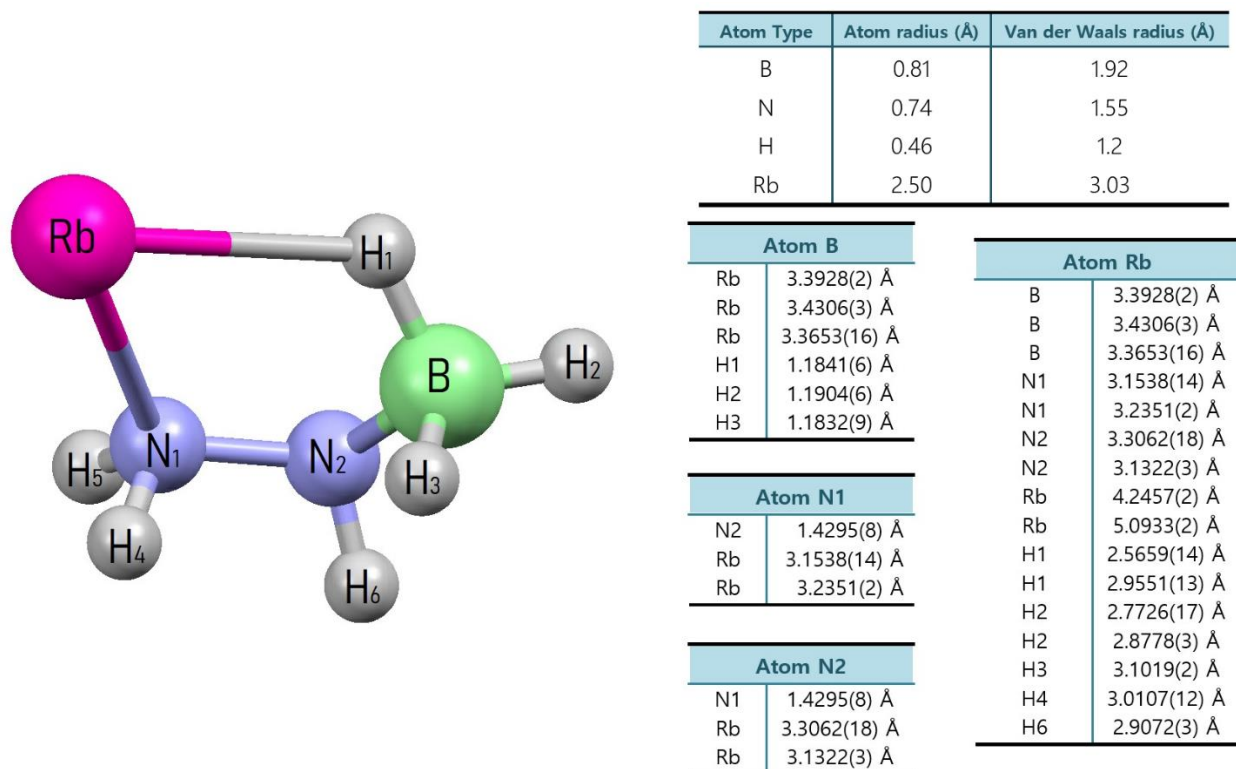 Rb
H₁
B
H₂
N₁
N₂
H₅
H₃
H₄
H₆
Atom Type Atom radius (Å) Van der Waals radius (Å)
B 0.81 1.92
N 0.74 1.55
H 0.46 1.2
Rb 2.50 3.03
Atom B
Rb 3.3928(2) Å
Rb 3.4306(3) Å
Rb 3.3653(16) Å
H1 1.1841(6) Å
H2 1.1904(6) Å
H3 1.1832(9) Å
Atom N1
N2 1.4295(8) Å
Rb 3.1538(14) Å
Rb 3.2351(2) Å
Atom N2
N1 1.4295(8) Å
Rb 3.3062(18) Å
Rb 3.1322(3) Å
Atom Rb
B 3.3928(2) Å
B 3.4306(3) Å
B 3.3653(16) Å
N1 3.1538(14) Å
N1 3.2351(2) Å
N2 3.3062(18) Å
N2 3.1322(3) Å
Rb 4.2457(2) Å
Rb 5.0933(2) Å
H1 2.5659(14) Å
H1 2.9551(13) Å
H2 2.7726(17) Å
H2 2.8778(3) Å
H3 3.1019(2) Å
H4 3.0107(12) Å
H6 2.9072(3) Å